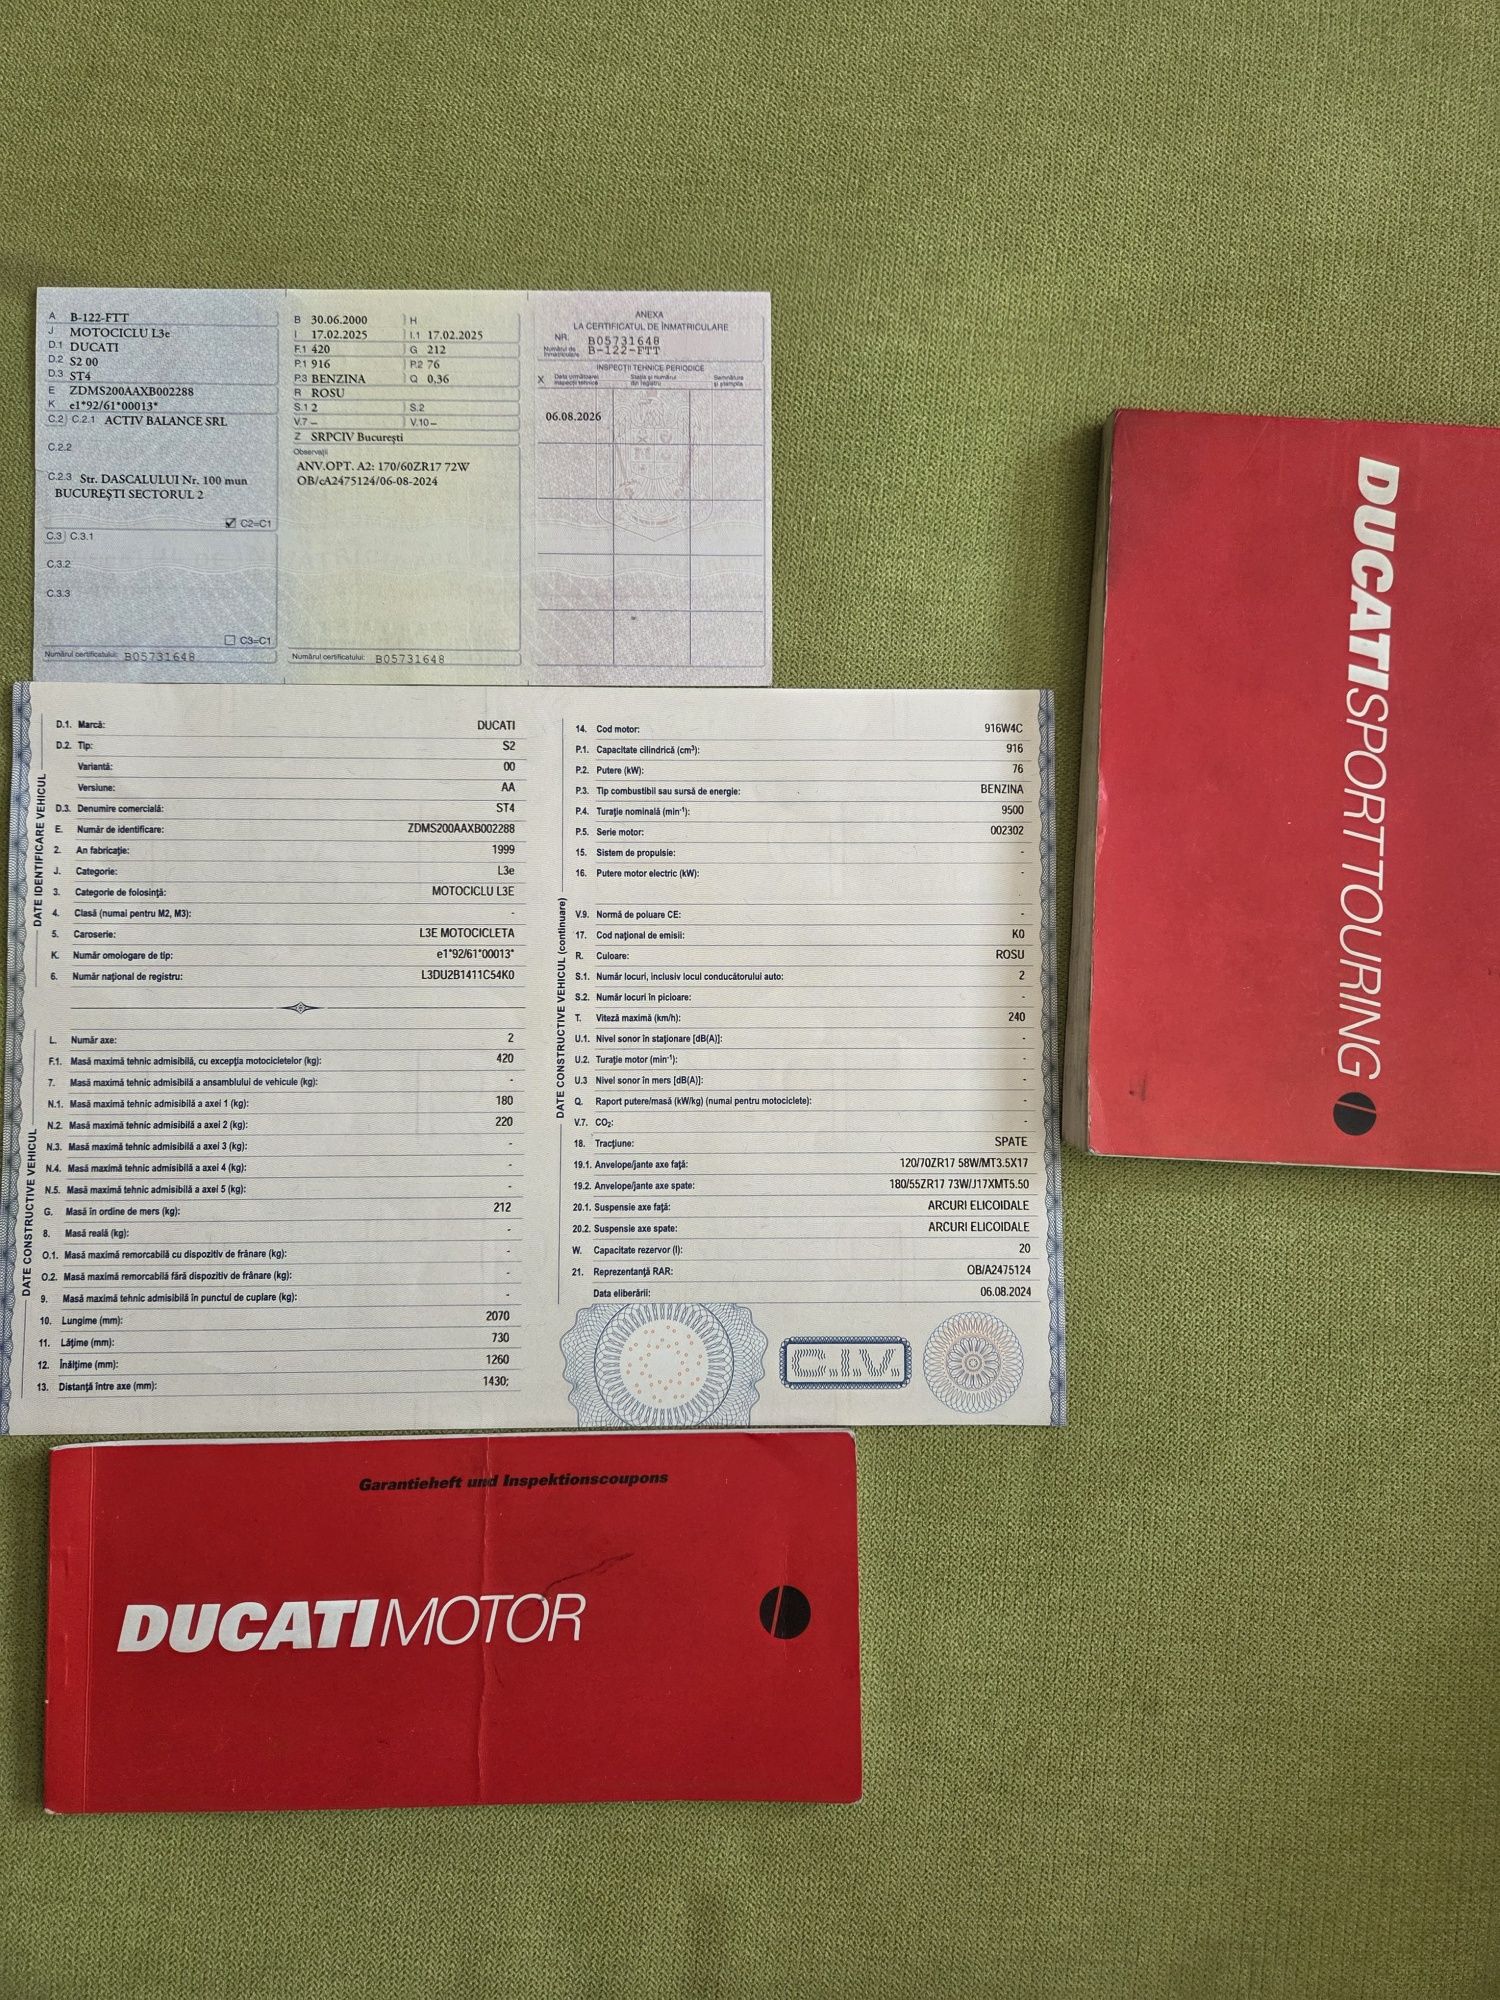 A B-122-FTT
J MOTOCICLU L3e
D.1 DUCATI
D.2 S2 00
D.3 ST4
E ZDMS200AAXB002288
K e1*92/61*00013*
C.2 C.2.1 ACTIV BALANCE SRL
C.2.2
C.2.3 Str. DASCALULUI Nr. 100 mun
BUCUREŞTI SECTORUL 2
C2=C1
C.3 C.3.1
C.3.2
C.3.3
C3=C1
Numărul certificatului: B05731648
B 30.06.2000 H
I 17.02.2025 I.1 17.02.2025
F.1 420 G 212
P.1 916 P.2 76
P.3 BENZINA Q 0,36
R ROSU
S.1 2 S.2
V.7 – V.10 –
Z SRPCIV Bucureşti
Observaţii
ANV.OPT. A2: 170/60ZR17 72W
OB/cA2475124/06-08-2024
Numărul certificatului: B05731648
ANEXA
LA CERTIFICATUL DE ÎNMATRICULARE
NR. B05731648
Numărul de înmatriculare B-122-FTT
INSPECŢII TEHNICE PERIODICE
X Data următoarei inspecţii tehnice Staţia şi numărul din registru Semnătura şi ştampila
06.08.2026
DATE IDENTIFICARE VEHICUL
D.1. Marcă: DUCATI
D.2. Tip: S2
Variantă: 00
Versiune: AA
D.3. Denumire comercială: ST4
E. Număr de identificare: ZDMS200AAXB002288
2. An fabricaţie: 1999
J. Categorie: L3e
3. Categorie de folosinţă: MOTOCICLU L3E
4. Clasă (numai pentru M2, M3): -
5. Caroserie: L3E MOTOCICLETA
K. Număr omologare de tip: e1*92/61*00013*
6. Număr naţional de registru: L3DU2B1411C54K0
DATE CONSTRUCTIVE VEHICUL
L. Număr axe: 2
F.1. Masă maximă tehnic admisibilă, cu excepţia motocicletelor (kg): 420
7. Masă maximă tehnic admisibilă a ansamblului de vehicule (kg): -
N.1. Masă maximă tehnic admisibilă a axei 1 (kg): 180
N.2. Masă maximă tehnic admisibilă a axei 2 (kg): 220
N.3. Masă maximă tehnic admisibilă a axei 3 (kg): -
N.4. Masă maximă tehnic admisibilă a axei 4 (kg): -
N.5. Masă maximă tehnic admisibilă a axei 5 (kg): -
G. Masă în ordine de mers (kg): 212
8. Masă reală (kg): -
O.1. Masă maximă remorcabilă cu dispozitiv de frânare (kg): -
O.2. Masă maximă remorcabilă fără dispozitiv de frânare (kg): -
9. Masă maximă tehnic admisibilă în punctul de cuplare (kg): -
10. Lungime (mm): 2070
11. Lăţime (mm): 730
12. Înălţime (mm): 1260
13. Distanţă între axe (mm): 1430;
DATE CONSTRUCTIVE VEHICUL (continuare)
14. Cod motor: 916W4C
P.1. Capacitate cilindrică (cm³): 916
P.2. Putere (kW): 76
P.3. Tip combustibil sau sursă de energie: BENZINA
P.4. Turaţie nominală (min⁻¹): 9500
P.5. Serie motor: 002302
15. Sistem de propulsie: -
16. Putere motor electric (kW): -
V.9. Normă de poluare CE: -
17. Cod naţional de emisii: K0
R. Culoare: ROSU
S.1. Număr locuri, inclusiv locul conducătorului auto: 2
S.2. Număr locuri în picioare: -
T. Viteză maximă (km/h): 240
U.1. Nivel sonor în staţionare [dB(A)]: -
U.2. Turaţie motor (min⁻¹): -
U.3 Nivel sonor în mers [dB(A)]: -
Q. Raport putere/masă (kW/kg) (numai pentru motociclete): -
V.7. CO₂: -
18. Tracţiune: SPATE
19.1. Anvelope/jante axe faţă: 120/70ZR17 58W/MT3.5X17
19.2. Anvelope/jante axe spate: 180/55ZR17 73W/J17XMT5.50
20.1. Suspensie axe faţă: ARCURI ELICOIDALE
20.2. Suspensie axe spate: ARCURI ELICOIDALE
W. Capacitate rezervor (l): 20
21. Reprezentanţă RAR: OB/A2475124
Data eliberării: 06.08.2024
C.I.V.
DUCATISPORTTOURING
Garantieheft und Inspektionscoupons
DUCATIMOTOR